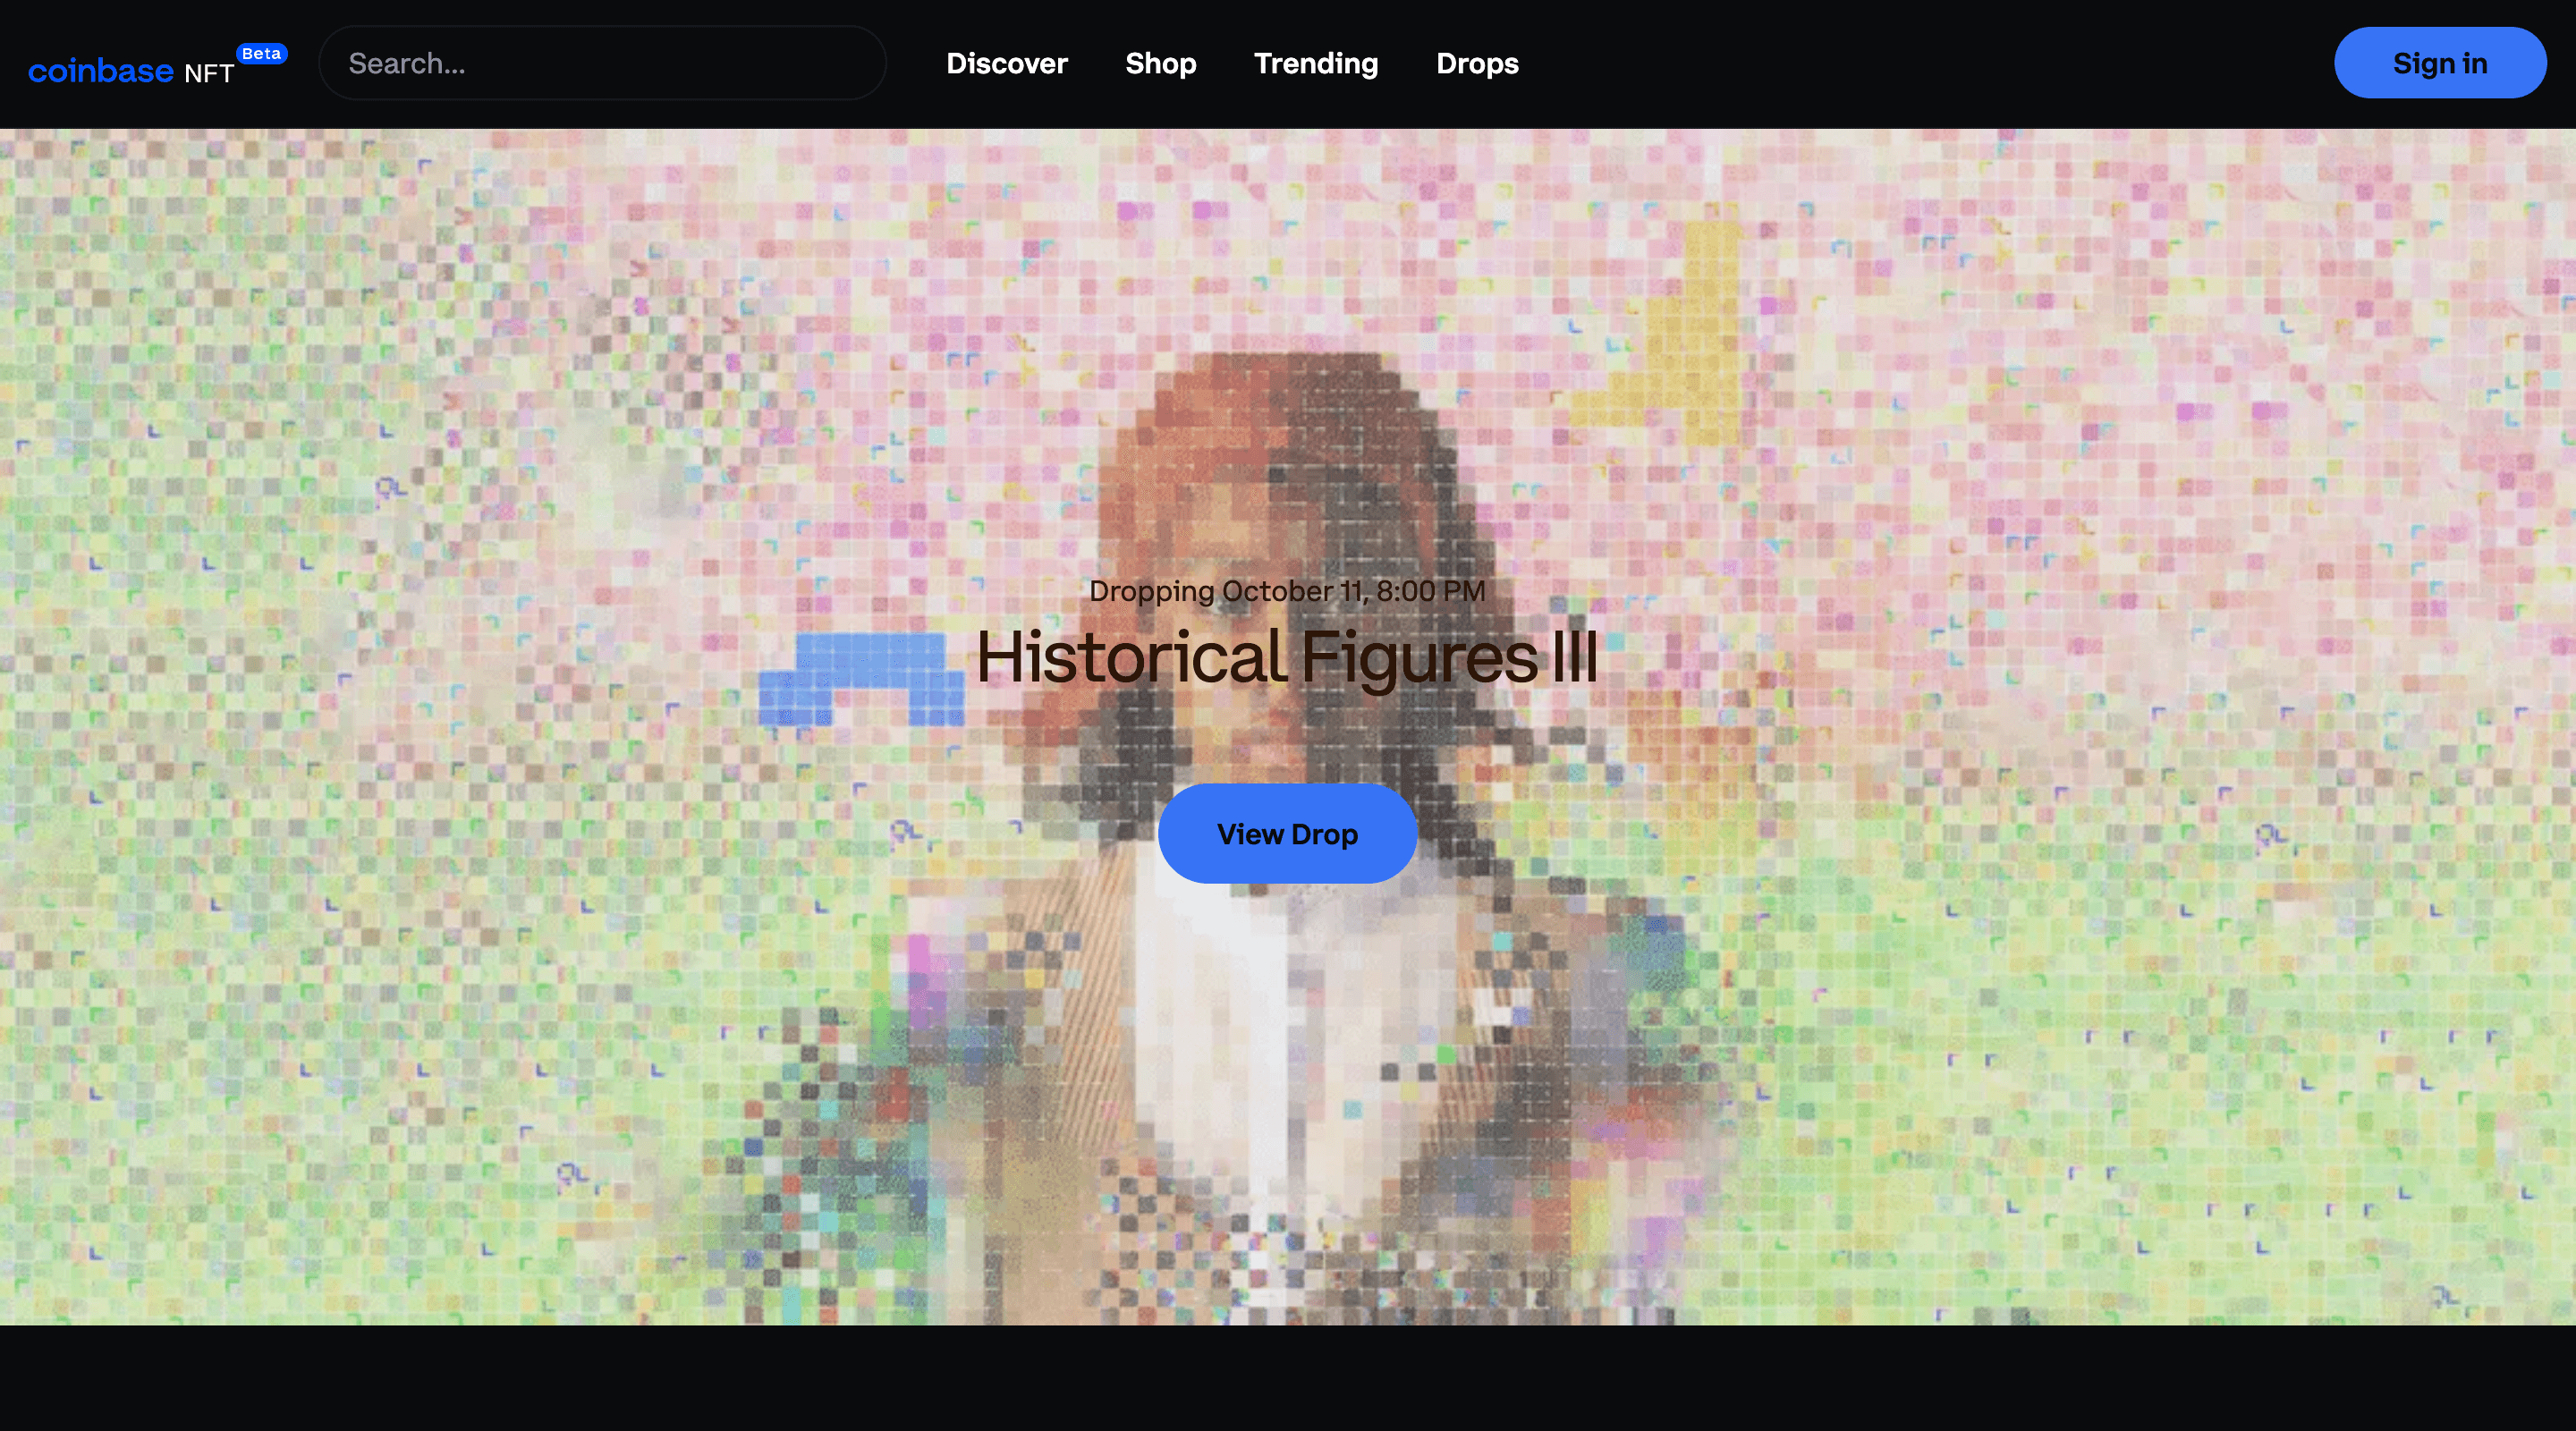 coinbase NFT Beta
Search...
Discover
Shop
Trending
Drops
Sign in
Dropping October 11, 8:00 PM
Historical Figures III
View Drop